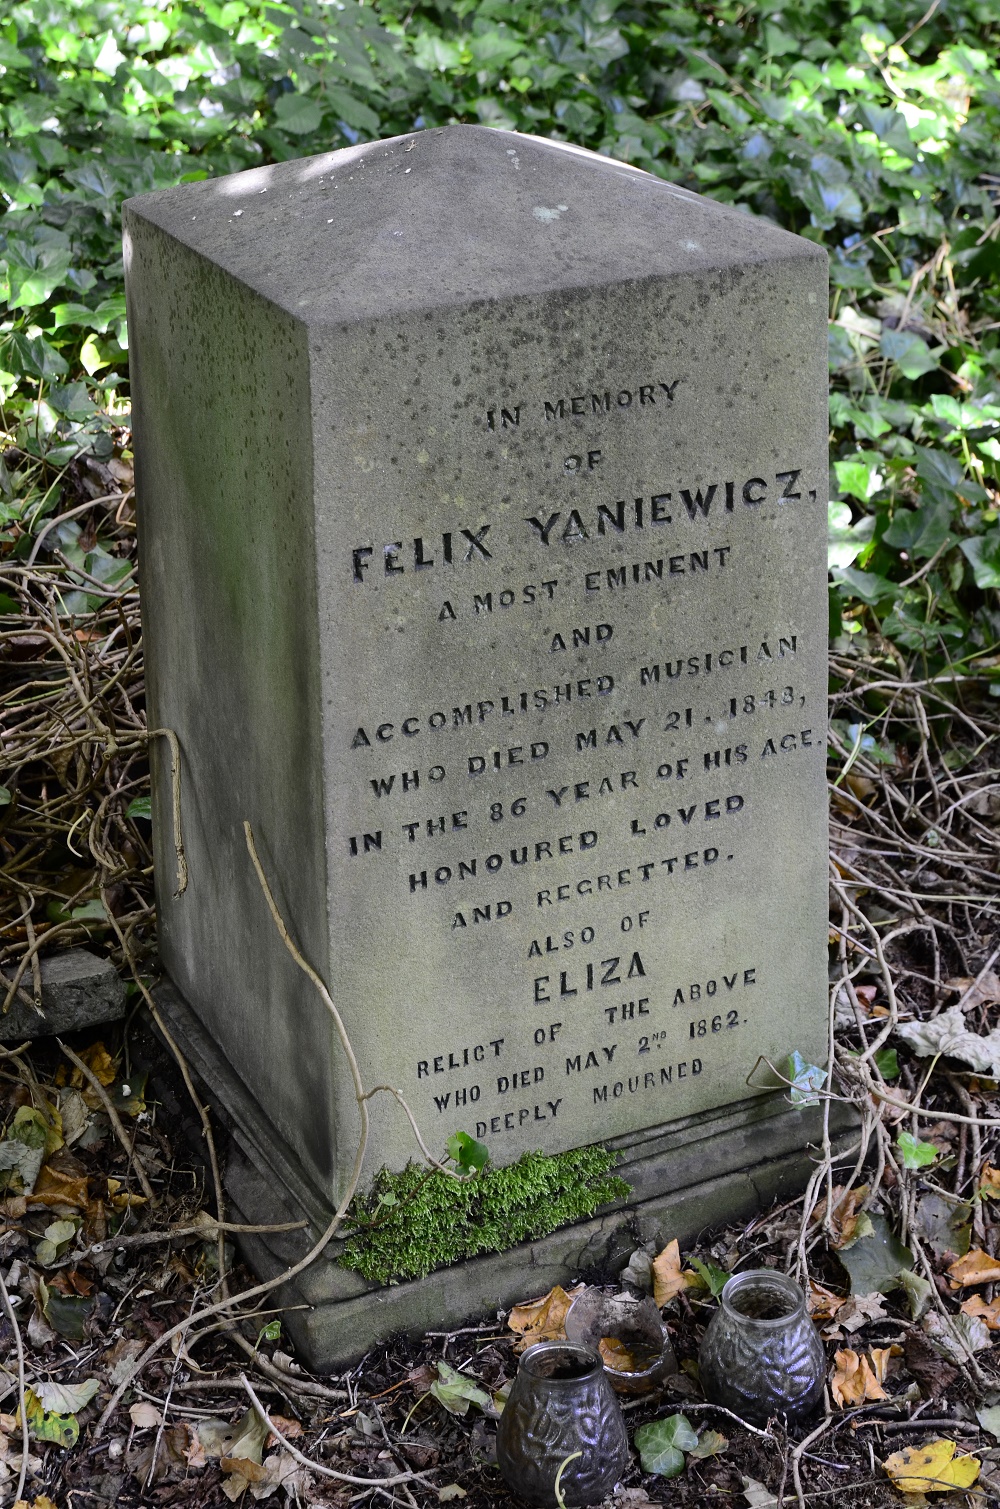 IN MEMORY
OF
FELIX YANIEWICZ,
A MOST EMINENT
AND
ACCOMPLISHED MUSICIAN
WHO DIED MAY 21. 1848,
IN THE 86 YEAR OF HIS AGE.
HONOURED LOVED
AND REGRETTED.
ALSO OF
ELIZA
RELICT OF THE ABOVE
WHO DIED MAY 2ND. 1862.
DEEPLY MOURNED